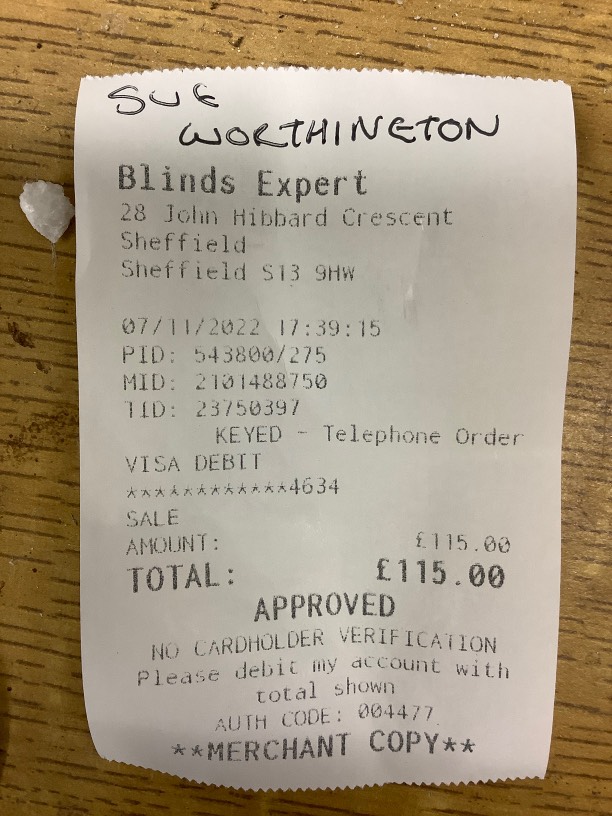 SUE
WORTHINGTON
Blinds Expert
28 John Hibbard Crescent
Sheffield
Sheffield S13 9HW
07/11/2022 17:39:15
PID: 543800/275
MID: 2101488750
TID: 23750397
KEYED - Telephone Order
VISA DEBIT
************4634
SALE
AMOUNT: £115.00
TOTAL: £115.00
APPROVED
NO CARDHOLDER VERIFICATION
Please debit my account with
total shown
AUTH CODE: 004477
**MERCHANT COPY**